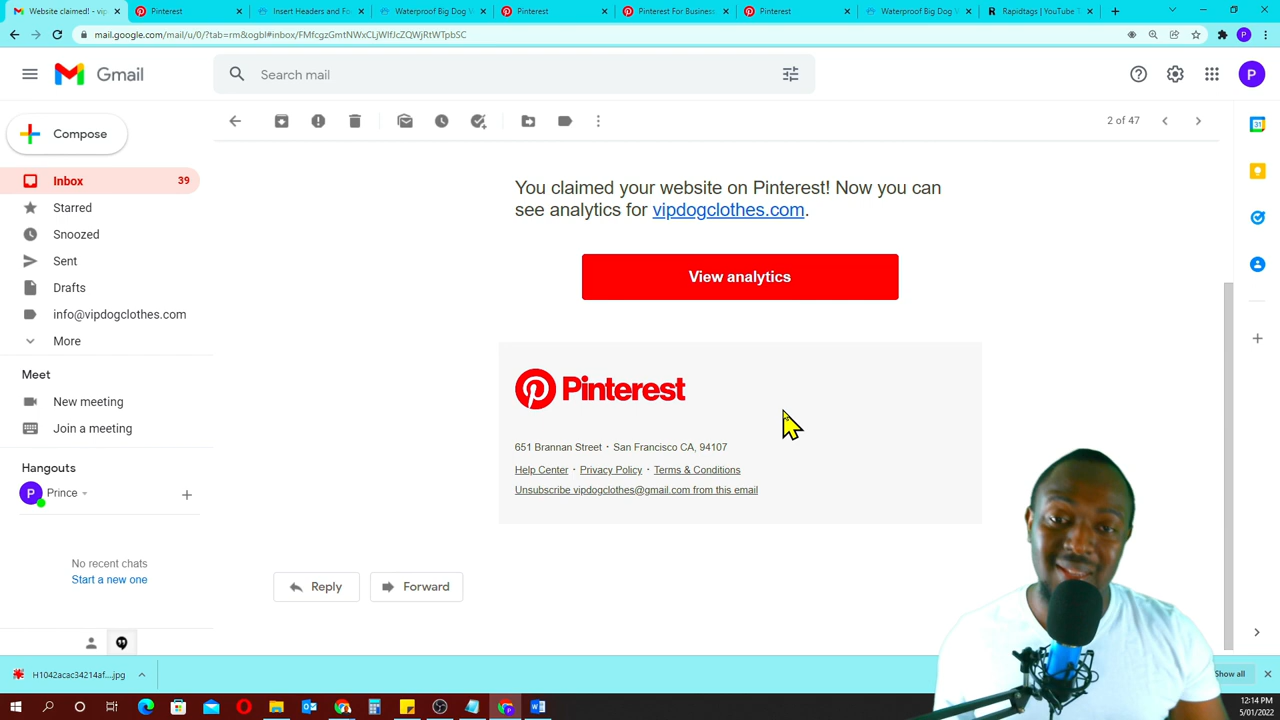 Website claimed! - vip
Pinterest
Insert Headers and Fo
Waterproof Big Dog V
Pinterest
Pinterest For Business
Pinterest
Waterproof Big Dog V
Rapidtags | YouTube T
mail.google.com/mail/u/0/?tab=rm&ogbl#inbox/FMfcgzGmtNWxCLjWlfJcZQWjRtWTpbSC
Gmail
Search mail
P
Compose
2 of 47
Inbox 39
Starred
Snoozed
Sent
Drafts
info@vipdogclothes.com
More
Meet
New meeting
Join a meeting
Hangouts
P Prince
No recent chats
Start a new one
You claimed your website on Pinterest! Now you can
see analytics for vipdogclothes.com.
View analytics
Pinterest
651 Brannan Street · San Francisco CA, 94107
Help Center · Privacy Policy · Terms & Conditions
Unsubscribe vipdogclothes@gmail.com from this email
Reply
Forward
31
H1042acac34214af....jpg
Show all
12:14 PM
5/01/2022